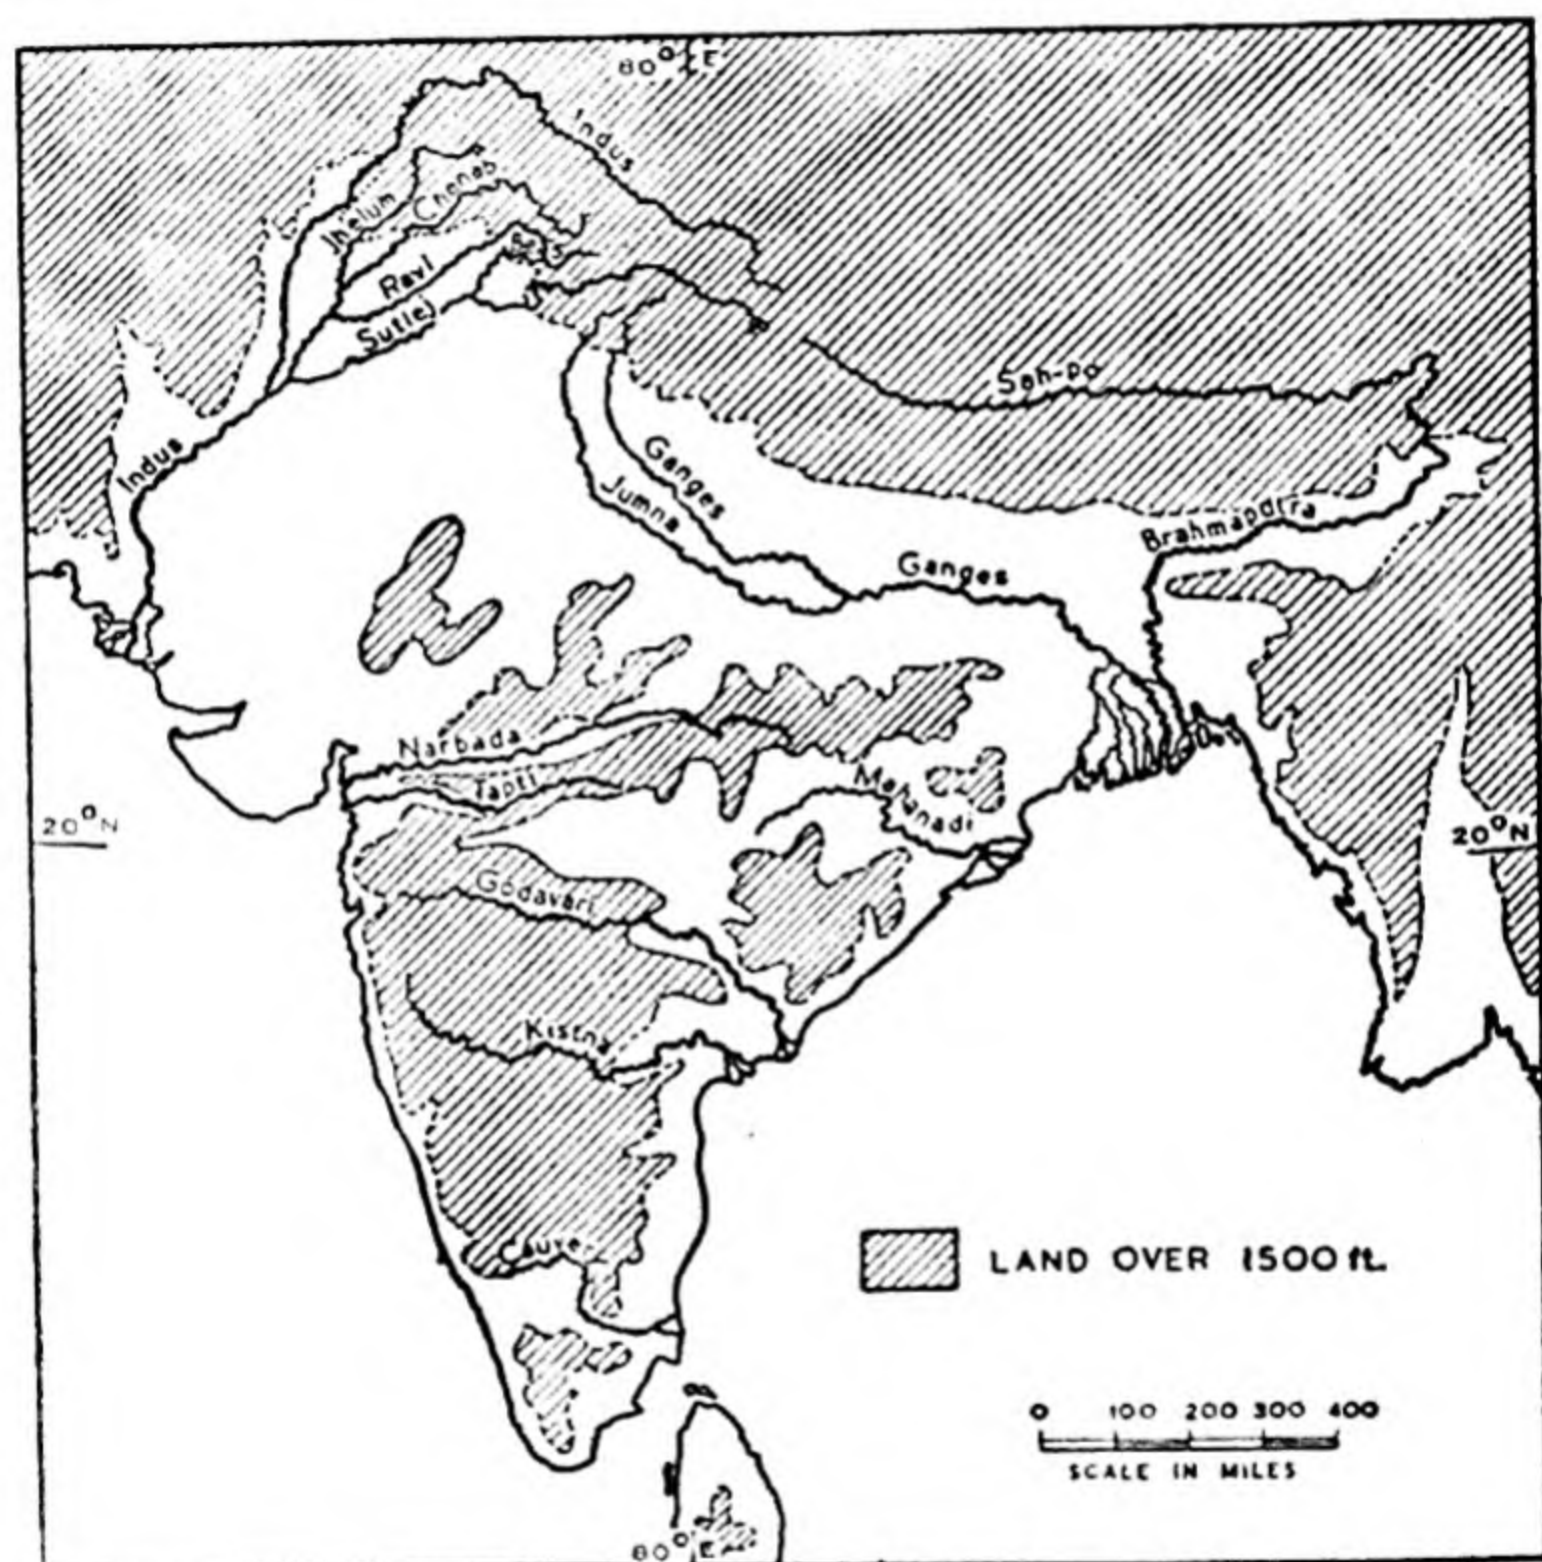 80° E
Indus
Jhelum
Chenab
Ravi
Beas
Sutlej
Sah-po
Indus
Ganges
Jumna
Brahmaputra
Ganges
Narbada
Tapti
Mahanadi
20° N
20° N
Godavari
Kistna
LAND OVER 1500 ft.
0 100 200 300 400
SCALE IN MILES
80° E